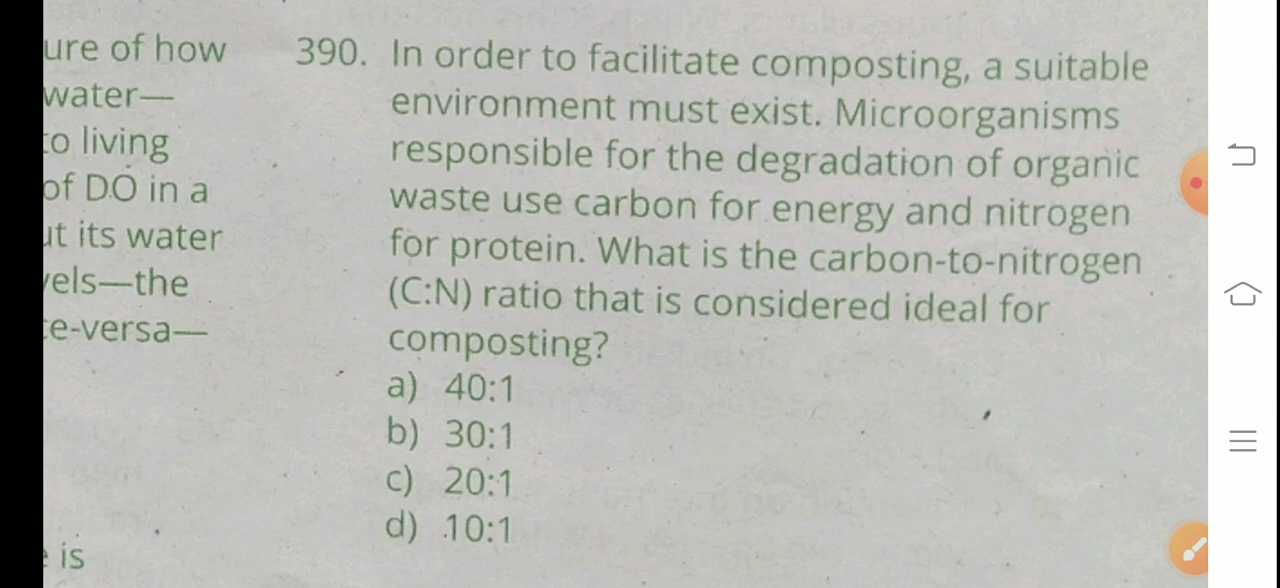 ure of how
water—
o living
of DO in a
ut its water
els—the
e-versa—
is
390. In order to facilitate composting, a suitable
environment must exist. Microorganisms
responsible for the degradation of organic
waste use carbon for energy and nitrogen
for protein. What is the carbon-to-nitrogen
(C:N) ratio that is considered ideal for
composting?
a) 40:1
b) 30:1
c) 20:1
d) 10:1